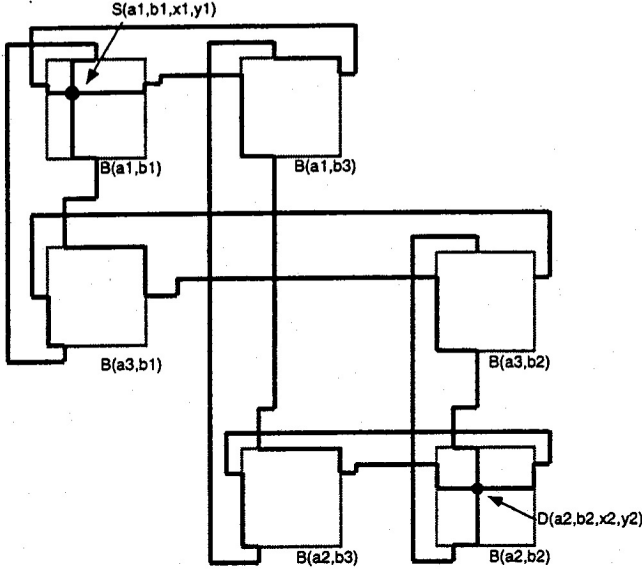 S(a1,b1,x1,y1)
B(a1,b1)
B(a1,b3)
B(a3,b1)
B(a3,b2)
D(a2,b2,x2,y2)
B(a2,b3)
B(a2,b2)